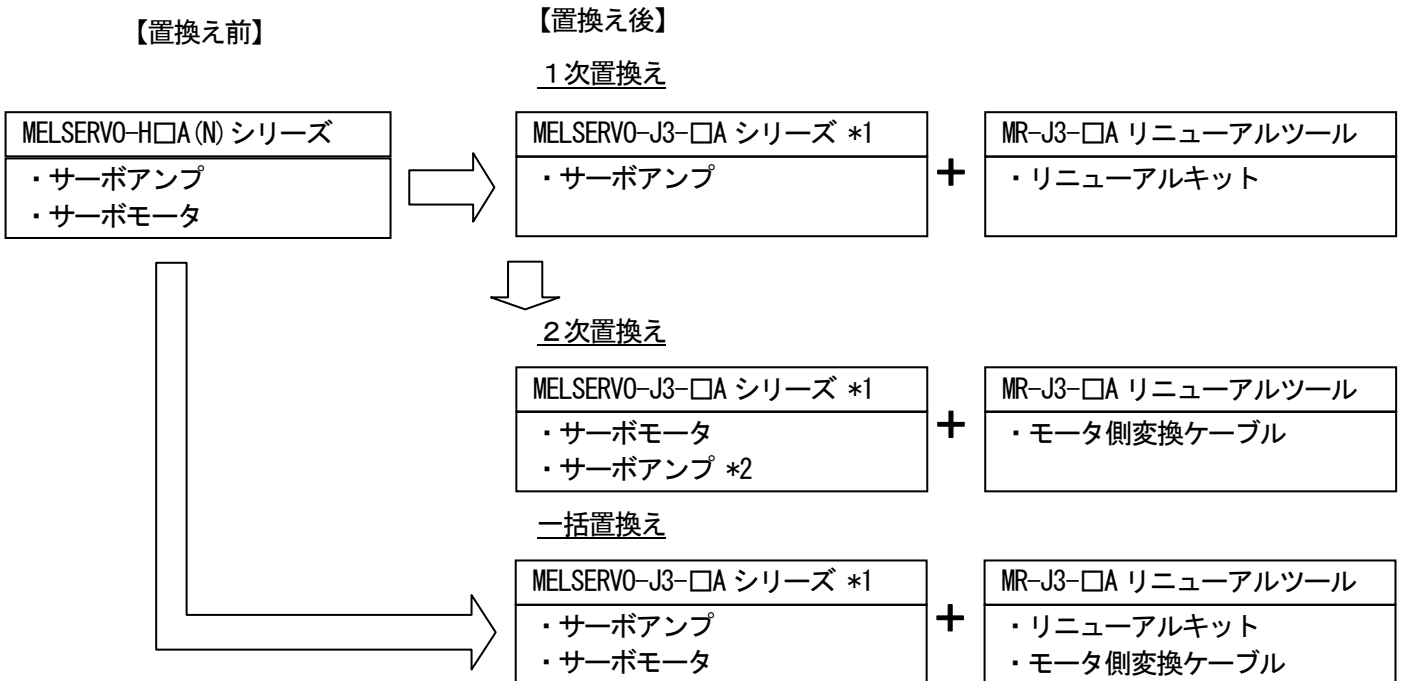 【置換え前】
【置換え後】
1次置換え
MELSERVO-H□A(N)シリーズ
・サーボアンプ
・サーボモータ
MELSERVO-J3-□Aシリーズ *1
・サーボアンプ
+
MR-J3-□Aリニューアルツール
・リニューアルキット
2次置換え
MELSERVO-J3-□Aシリーズ *1
・サーボモータ
・サーボアンプ *2
+
MR-J3-□Aリニューアルツール
・モータ側変換ケーブル
一括置換え
MELSERVO-J3-□Aシリーズ *1
・サーボアンプ
・サーボモータ
+
MR-J3-□Aリニューアルツール
・リニューアルキット
・モータ側変換ケーブル